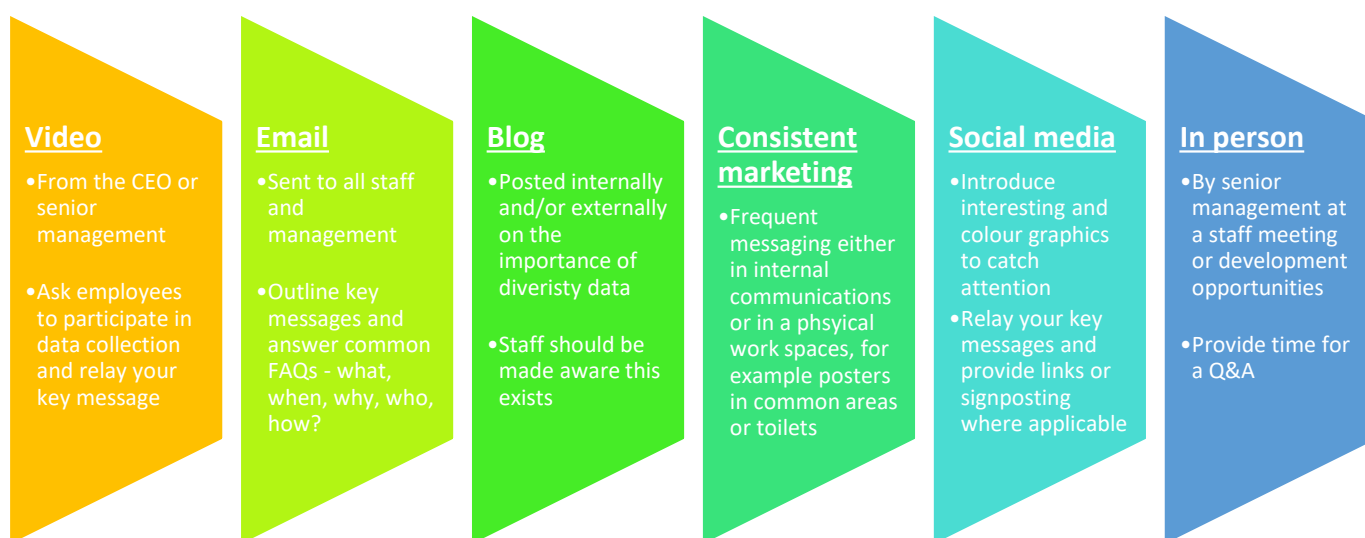 Video
•From the CEO or
senior
management
•Ask employees
to participate in
data collection
and relay your
key message
Email
•Sent to all staff
and
management
•Outline key
messages and
answer common
FAQs - what,
when, why, who,
how?
Blog
•Posted internally
and/or externally
on the
importance of
diveristy data
•Staff should be
made aware this
exists
Consistent
marketing
•Frequent
messaging either
in internal
communications
or in a phsyical
work spaces, for
example posters
in common areas
or toilets
Social media
•Introduce
interesting and
colour graphics
to catch
attention
•Relay your key
messages and
provide links or
signposting
where applicable
In person
•By senior
management at
a staff meeting
or development
opportunities
•Provide time for
a Q&A